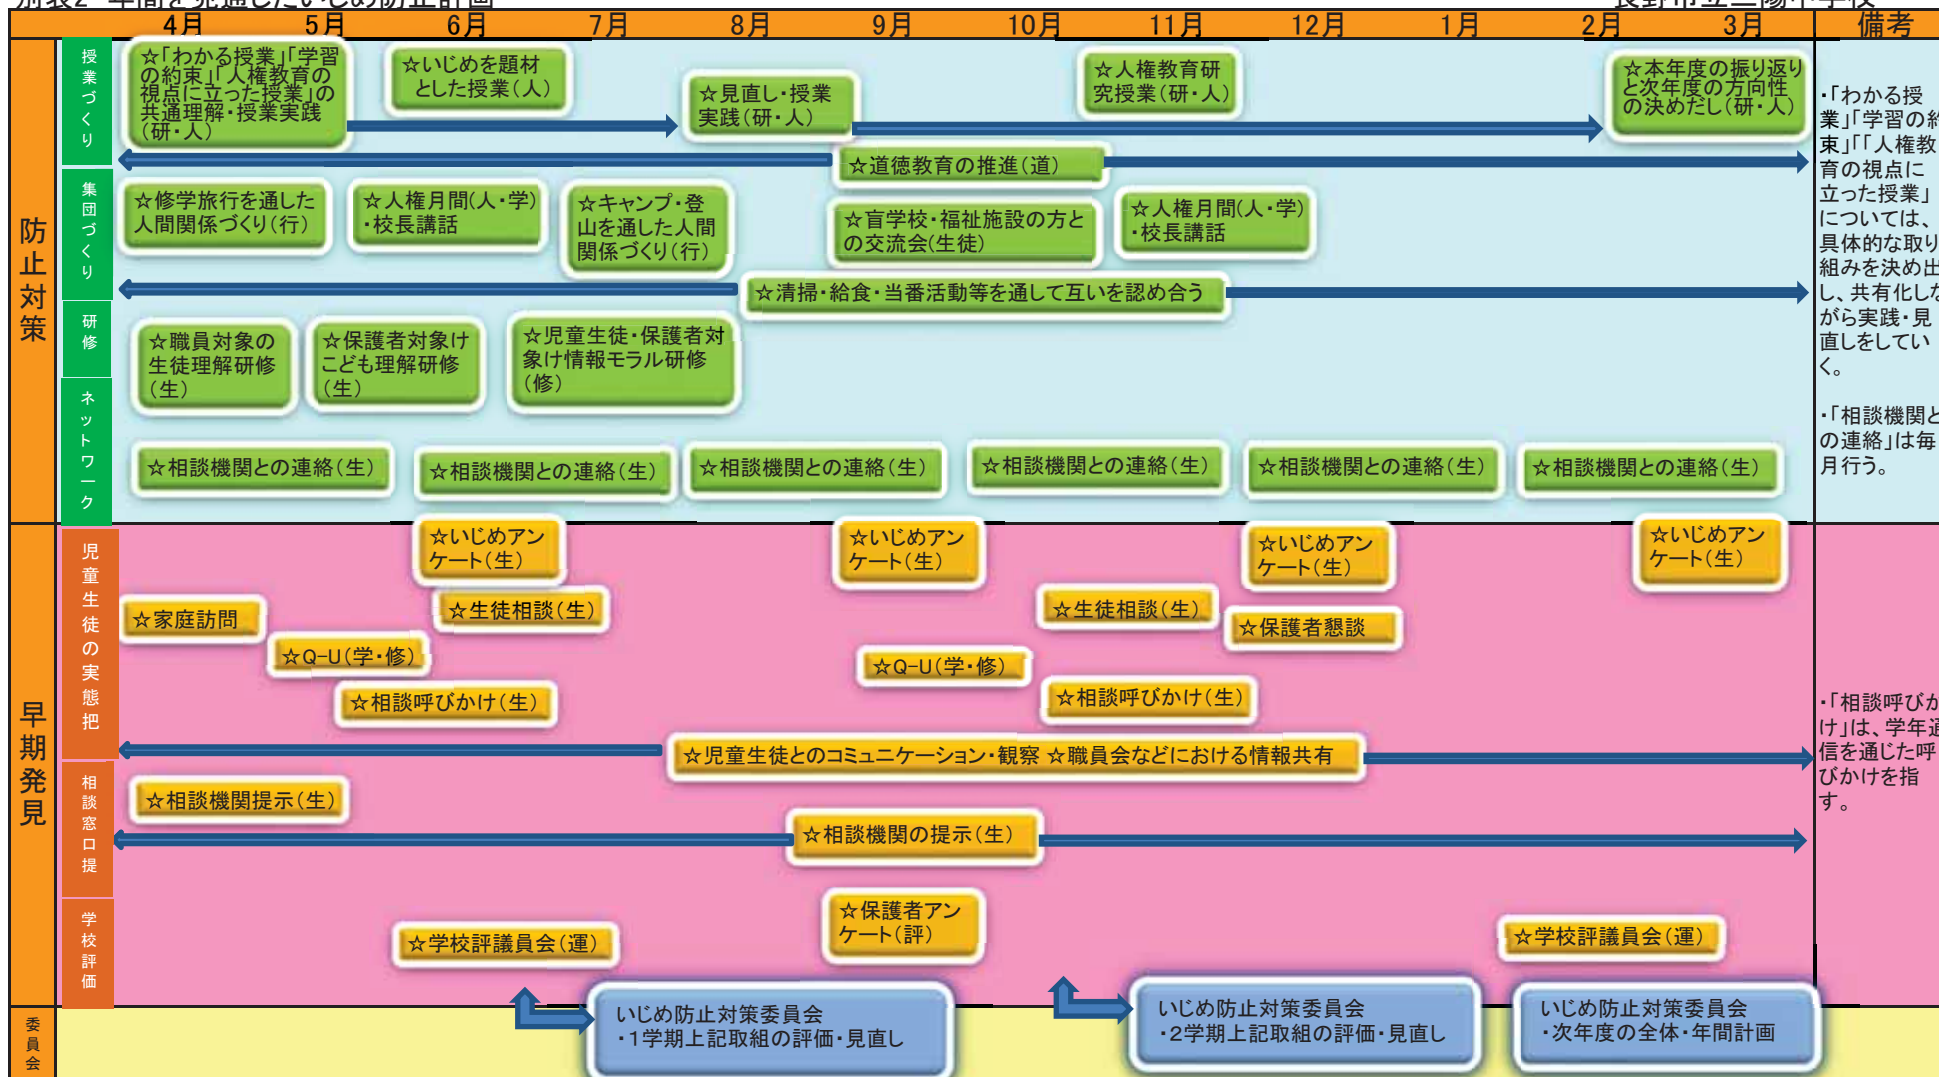 別表2 年間を見通したいじめ防止計画
長野市立三陽中学校
4月 5月 6月 7月 8月 9月 10月 11月 12月 1月 2月 3月 備考
防止対策
授業づくり
☆「わかる授業」「学習
の約束」「人権教育の
視点に立った授業」の
共通理解・授業実践
(研・人)
☆いじめを題材
とした授業(人)
☆見直し・授業
実践(研・人)
☆人権教育研
究授業(研・人)
☆本年度の振り返り
と次年度の方向性
の決めだし(研・人)
☆道徳教育の推進(道)
集団づくり
☆修学旅行を通した
人間関係づくり(行)
☆人権月間(人・学)
・校長講話
☆キャンプ・登
山を通した人間
関係づくり(行)
☆盲学校・福祉施設の方と
の交流会(生徒)
☆人権月間(人・学)
・校長講話
☆清掃・給食・当番活動等を通して互いを認め合う
研修
☆職員対象の
生徒理解研修
(生)
☆保護者対象け
こども理解研修
(生)
☆児童生徒・保護者対
象け情報モラル研修
(修)
ネットワーク
☆相談機関との連絡(生)
☆相談機関との連絡(生)
☆相談機関との連絡(生)
☆相談機関との連絡(生)
☆相談機関との連絡(生)
☆相談機関との連絡(生)
・「わかる授
業」「学習の約
束」「「人権教
育の視点に
立った授業」
については、
具体的な取り
組みを決め出
し、共有化しな
がら実践・見
直しをしてい
く。
・「相談機関と
の連絡」は毎
月行う。
早期発見
児童生徒の実態把
☆いじめアン
ケート(生)
☆いじめアン
ケート(生)
☆いじめアン
ケート(生)
☆いじめアン
ケート(生)
☆家庭訪問
☆生徒相談(生)
☆生徒相談(生)
☆保護者懇談
☆Q-U(学・修)
☆Q-U(学・修)
☆相談呼びかけ(生)
☆相談呼びかけ(生)
☆児童生徒とのコミュニケーション・観察 ☆職員会などにおける情報共有
相談窓口提
☆相談機関提示(生)
☆相談機関の提示(生)
学校評価
☆学校評議員会(運)
☆保護者アン
ケート(評)
☆学校評議員会(運)
・「相談呼びか
け」は、学年通
信を通じた呼
びかけを指
す。
委員会
いじめ防止対策委員会
・1学期上記取組の評価・見直し
いじめ防止対策委員会
・2学期上記取組の評価・見直し
いじめ防止対策委員会
・次年度の全体・年間計画